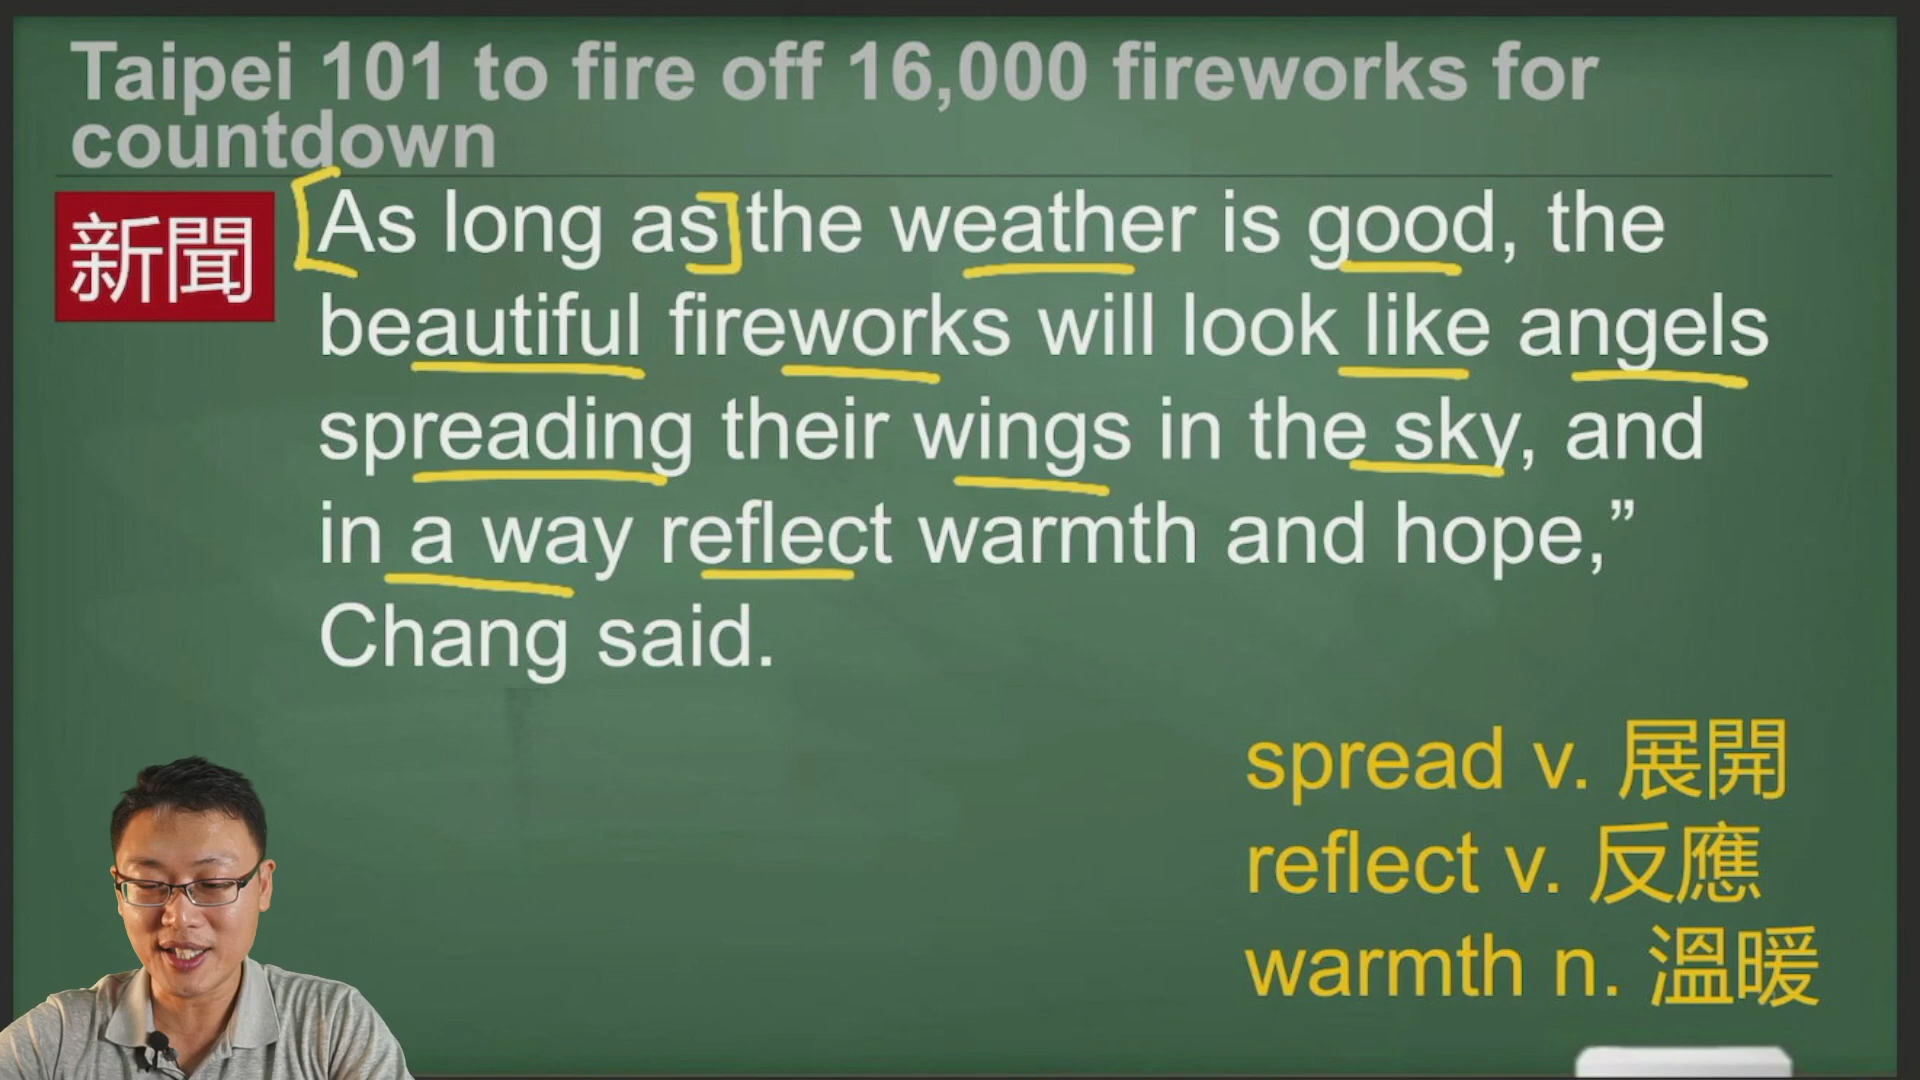 Taipei 101 to fire off 16,000 fireworks for
countdown
新聞
As long as the weather is good, the
beautiful fireworks will look like angels
spreading their wings in the sky, and
in a way reflect warmth and hope,”
Chang said.
spread v. 展開
reflect v. 反應
warmth n. 溫暖